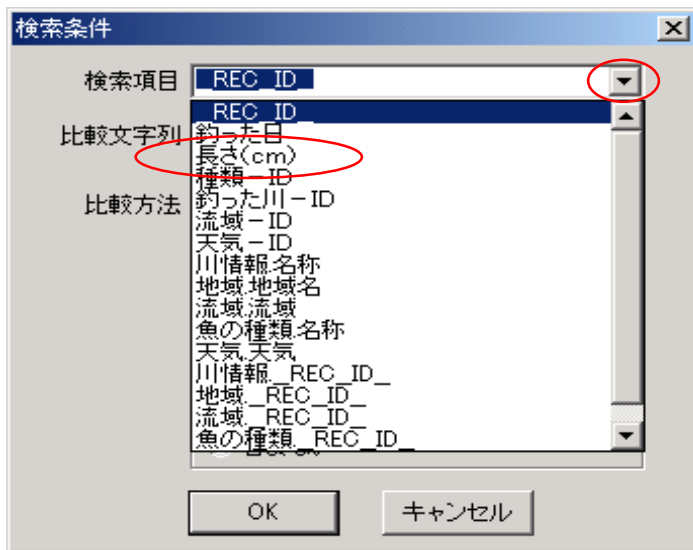 検索条件
検索項目 _REC_ID_
比較文字列
比較方法
_REC_ID_
釣った日
長さ(cm)
種類－ID
釣った川－ID
流域－ID
天気－ID
川情報.名称
地域.地域名
流域.流域
魚の種類.名称
天気.天気
川情報._REC_ID_
地域._REC_ID_
流域._REC_ID_
魚の種類._REC_ID_
OK キャンセル